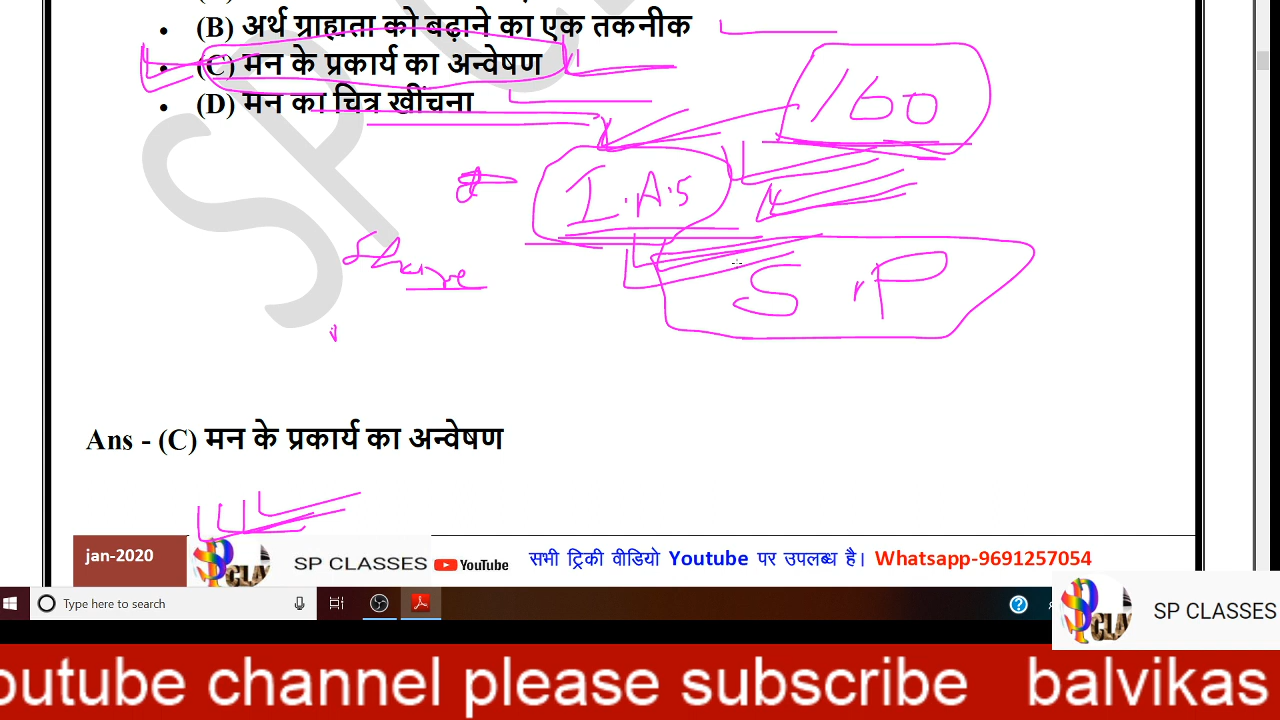 • (B) अर्थ ग्राहाता को बढ़ाने का एक तकनीक
• (C) मन के प्रकार्य का अन्वेषण
• (D) मन का चित्र खींचना
160
I.A.S
Share
S.P
Ans - (C) मन के प्रकार्य का अन्वेषण
jan-2020
SP CLASSES YouTube
सभी ट्रिकी वीडियो Youtube पर उपलब्ध है। Whatsapp-9691257054
Type here to search
SP CLASSES
outube channel please subscribe balvikas